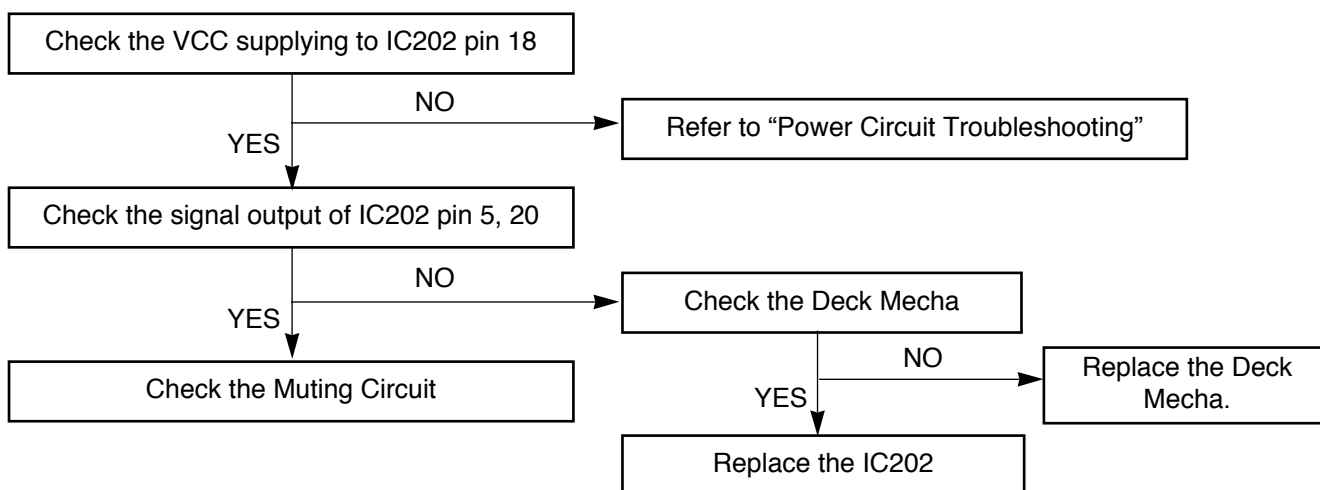 Check the VCC supplying to IC202 pin 18
NO
Refer to “Power Circuit Troubleshooting”
YES
Check the signal output of IC202 pin 5, 20
NO
Check the Deck Mecha
YES
Check the Muting Circuit
NO
Replace the Deck
Mecha.
YES
Replace the IC202